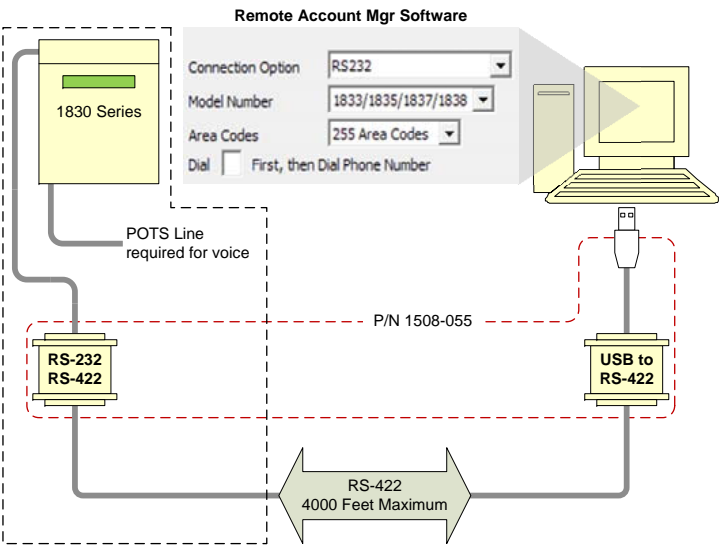 Remote Account Mgr Software
Connection Option RS232
Model Number 1833/1835/1837/1838
Area Codes 255 Area Codes
Dial First, then Dial Phone Number
1830 Series
POTS Line
required for voice
P/N 1508-055
RS-232
RS-422
USB to
RS-422
RS-422
4000 Feet Maximum